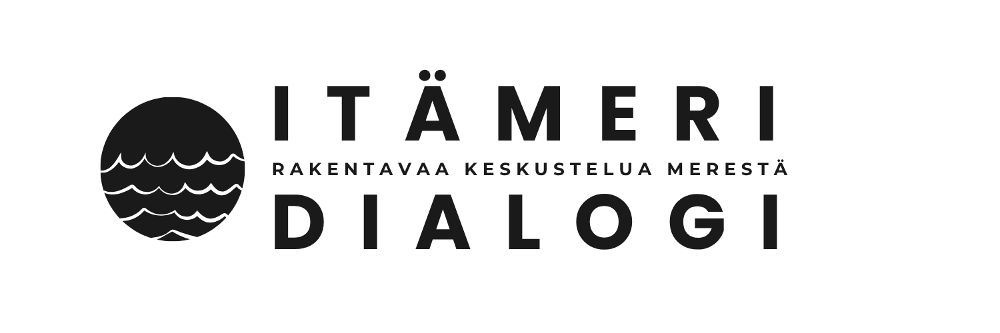 ITÄMERI
RAKENTAVAA KESKUSTELUA MERESTÄ
DIALOGI